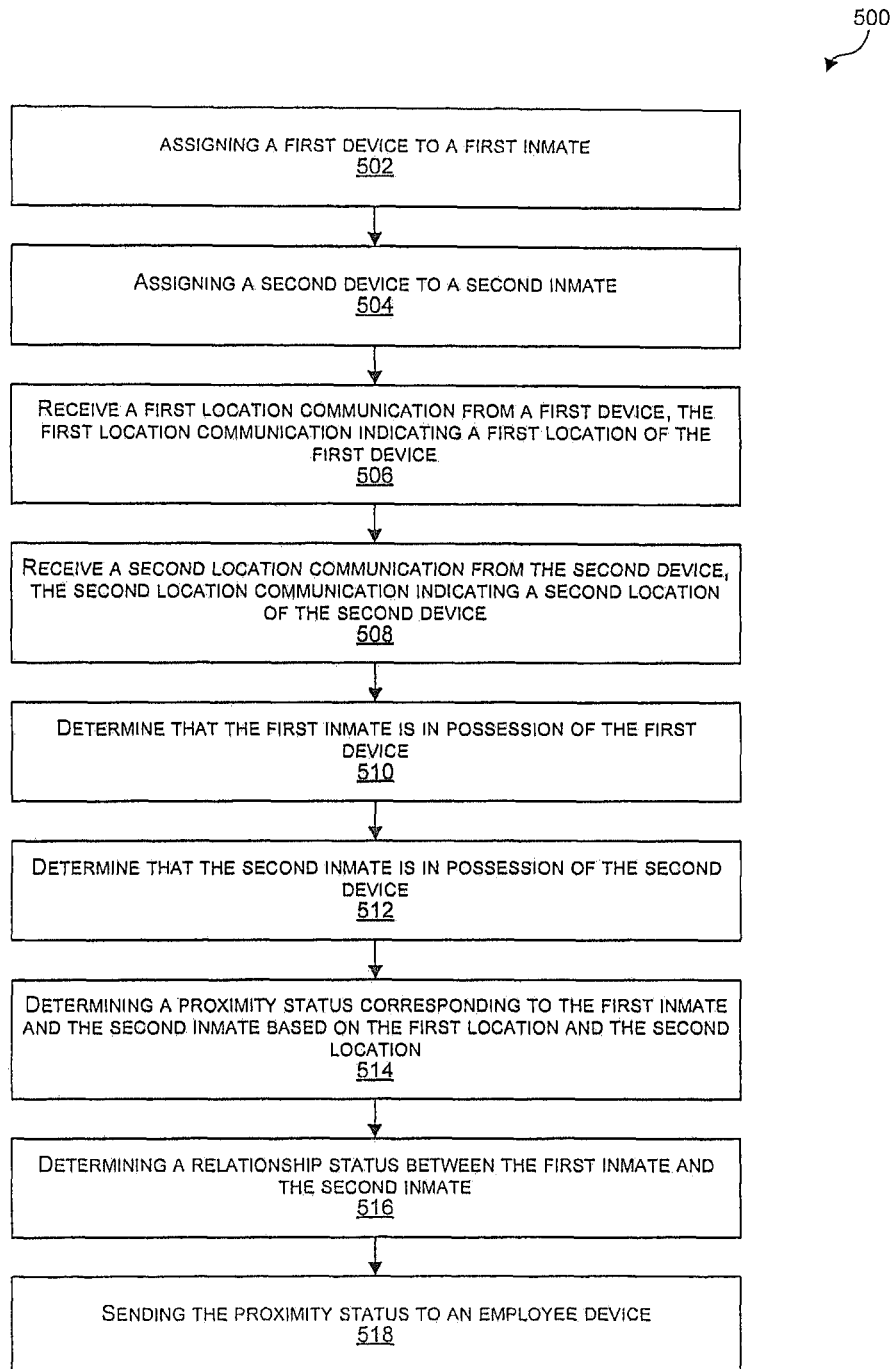 500
ASSIGNING A FIRST DEVICE TO A FIRST INMATE
502
ASSIGNING A SECOND DEVICE TO A SECOND INMATE
504
RECEIVE A FIRST LOCATION COMMUNICATION FROM A FIRST DEVICE, THE
FIRST LOCATION COMMUNICATION INDICATING A FIRST LOCATION OF THE
FIRST DEVICE
506
RECEIVE A SECOND LOCATION COMMUNICATION FROM THE SECOND DEVICE,
THE SECOND LOCATION COMMUNICATION INDICATING A SECOND LOCATION
OF THE SECOND DEVICE
508
DETERMINE THAT THE FIRST INMATE IS IN POSSESSION OF THE FIRST
DEVICE
510
DETERMINE THAT THE SECOND INMATE IS IN POSSESSION OF THE SECOND
DEVICE
512
DETERMINING A PROXIMITY STATUS CORRESPONDING TO THE FIRST INMATE
AND THE SECOND INMATE BASED ON THE FIRST LOCATION AND THE SECOND
LOCATION
514
DETERMINING A RELATIONSHIP STATUS BETWEEN THE FIRST INMATE AND
THE SECOND INMATE
516
SENDING THE PROXIMITY STATUS TO AN EMPLOYEE DEVICE
518